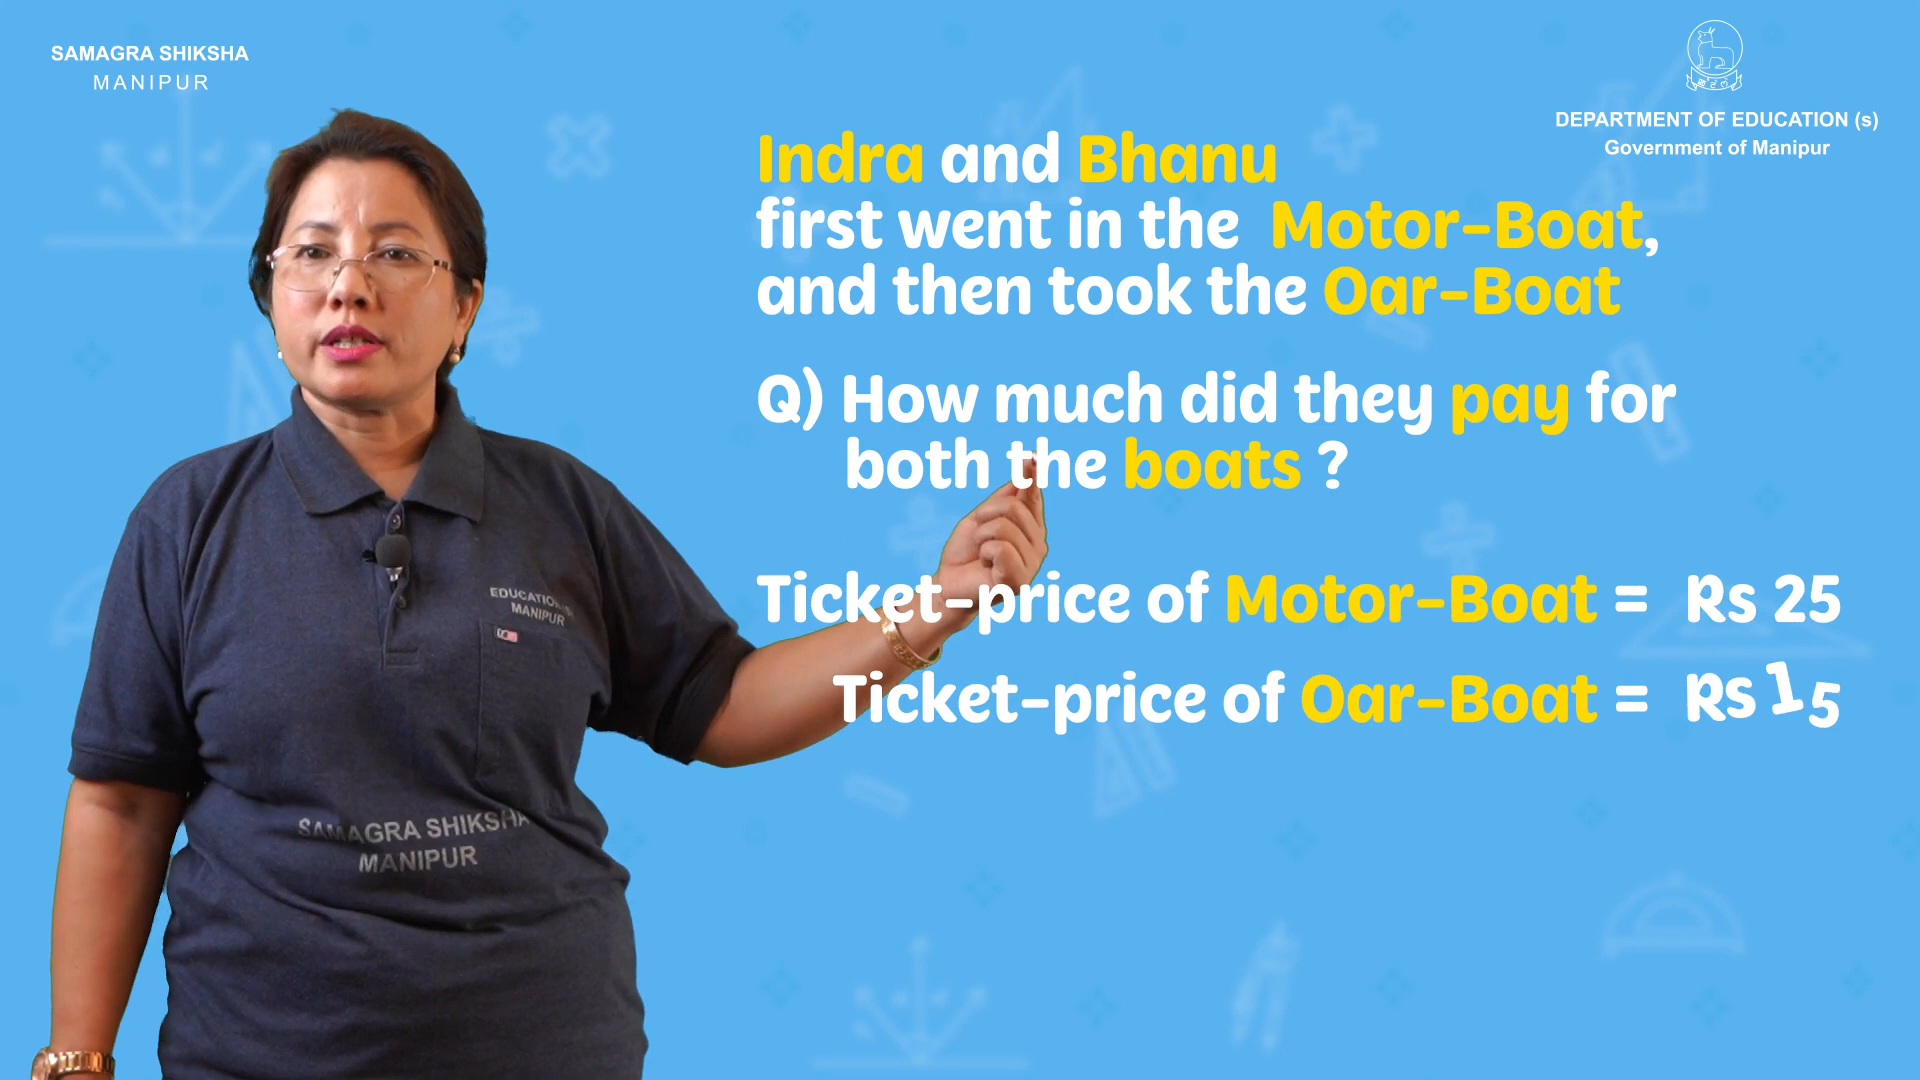 SAMAGRA SHIKSHA
MANIPUR
DEPARTMENT OF EDUCATION (s)
Government of Manipur
Indra and Bhanu
first went in the Motor-Boat,
and then took the Oar-Boat
Q) How much did they pay for
both the boats ?
Ticket-price of Motor-Boat = Rs 25
Ticket-price of Oar-Boat = Rs 15
EDUCATION
MANIPUR
SAMAGRA SHIKSHA
MANIPUR